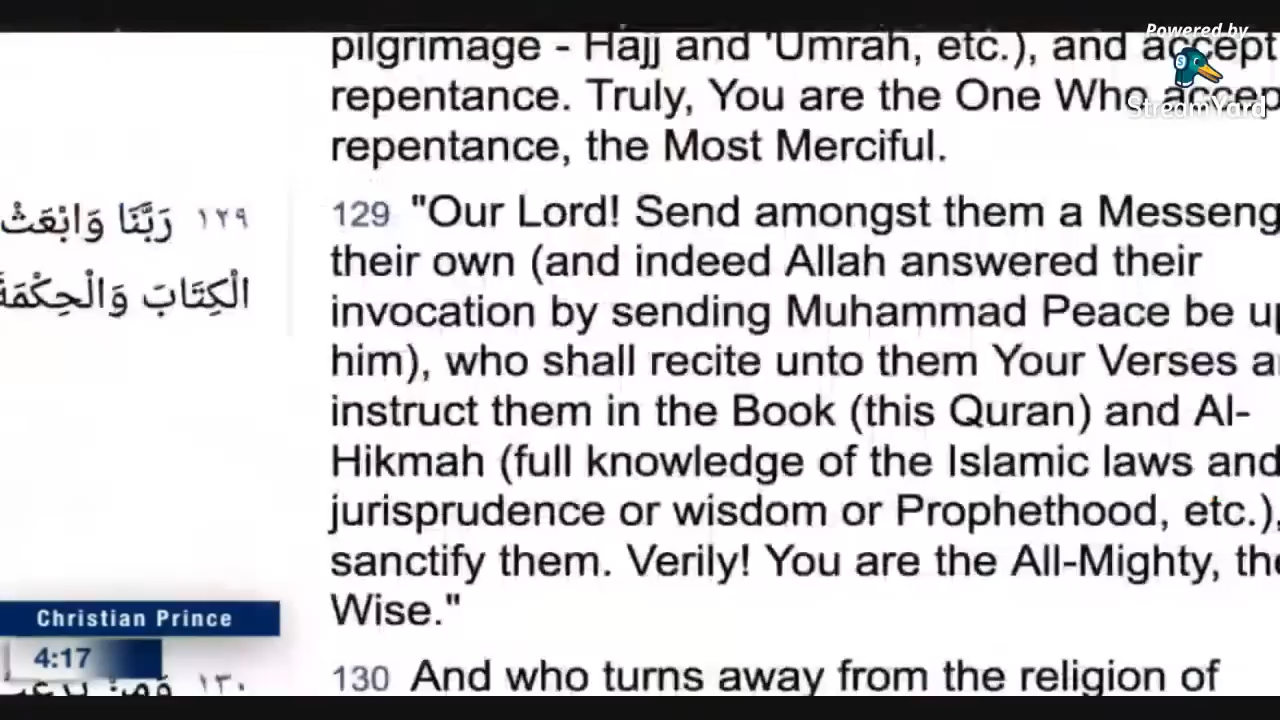 Powered by
StreamYard
pilgrimage - Hajj and 'Umrah, etc.), and accept
repentance. Truly, You are the One Who accep
repentance, the Most Merciful.
١٢٩ رَبَّنَا وَابْعَثْ
الْكِتَابَ وَالْحِكْمَةَ
129 "Our Lord! Send amongst them a Messeng
their own (and indeed Allah answered their
invocation by sending Muhammad Peace be up
him), who shall recite unto them Your Verses a
instruct them in the Book (this Quran) and Al-
Hikmah (full knowledge of the Islamic laws and
jurisprudence or wisdom or Prophethood, etc.),
sanctify them. Verily! You are the All-Mighty, the
Wise."
Christian Prince
4:17
١٣٠
130 And who turns away from the religion of